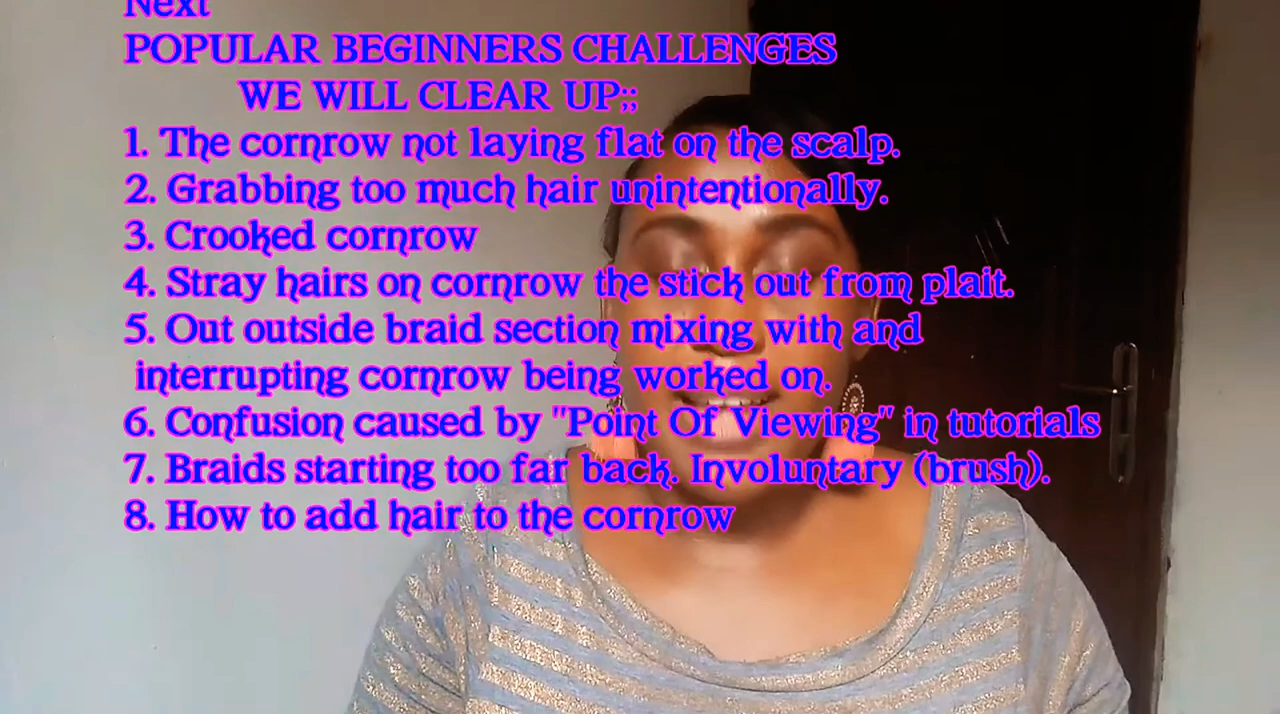 Next
POPULAR BEGINNERS CHALLENGES
WE WILL CLEAR UP;;
1. The cornrow not laying flat on the scalp.
2. Grabbing too much hair unintentionally.
3. Crooked cornrow
4. Stray hairs on cornrow the stick out from plait.
5. Out outside braid section mixing with and
interrupting cornrow being worked on.
6. Confusion caused by "Point Of Viewing" in tutorials
7. Braids starting too far back. Involuntary (brush).
8. How to add hair to the cornrow